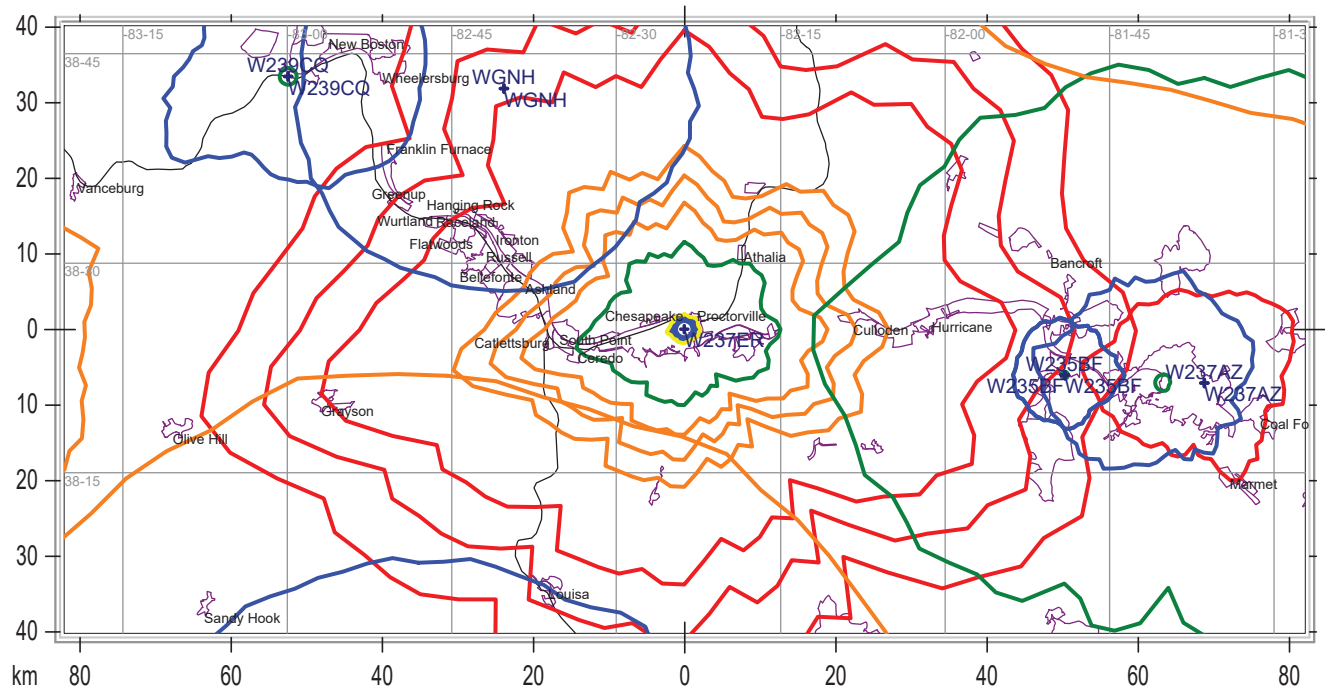 40
83-15
83-00
82-45
82-30
82-15
82-00
81-45
81-3
New Boston
38-45
W239CQ
W239CQ
Wheelersburg
WGNH
WGNH
30
Franklin Furnace
20
Vanceburg
Greenup
Hanging Rock
Wurtland
Raceland
Flatwoods
Ironton
10
Russell
Athalia
38-30
Bellefonte
Bancroft
Ashland
Chesapeake
Proctorville
0
Culloden
Hurricane
Catlettsburg
South Point
W237ER
Ceredo
W235BF
W237AZ
W235BF
W235BF
W237AZ
10
Grayson
Olive Hill
Coal Fo
38-15
20
Marmet
30
Louisa
Sandy Hook
40
km
80
60
40
20
0
20
40
60
80